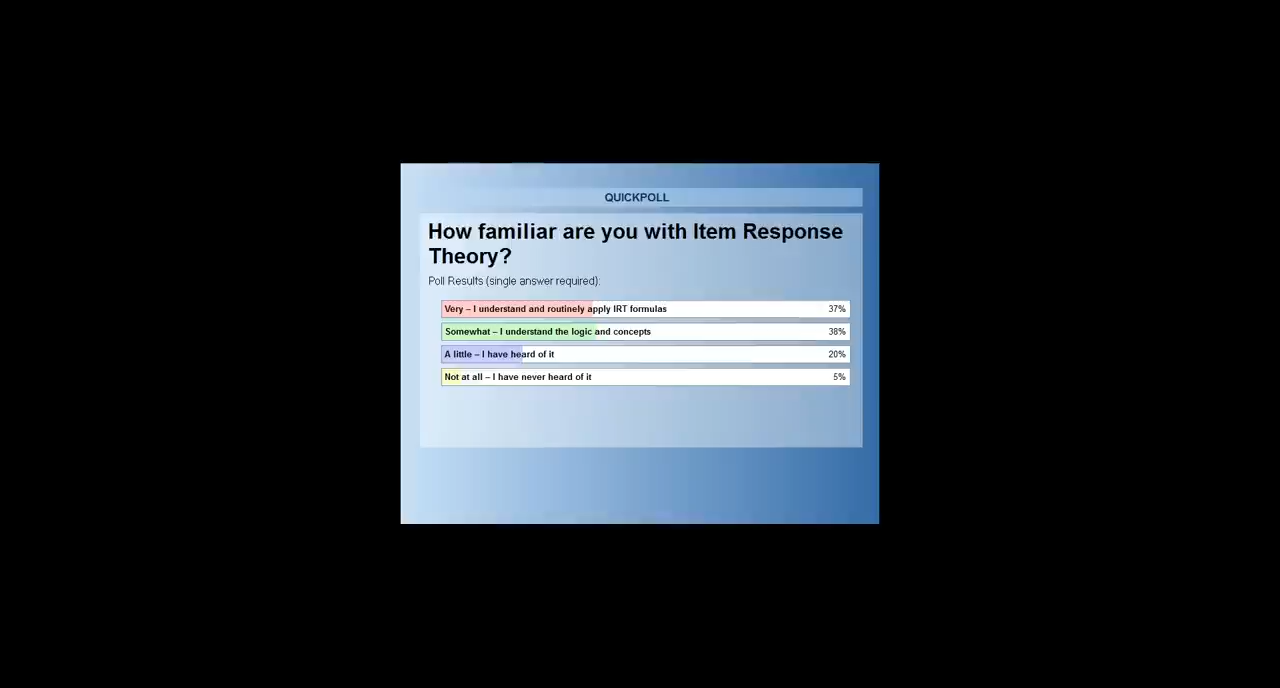 QUICKPOLL
How familiar are you with Item Response
Theory?
Poll Results (single answer required):
Very – I understand and routinely apply IRT formulas 37%
Somewhat – I understand the logic and concepts 38%
A little – I have heard of it 20%
Not at all – I have never heard of it 5%